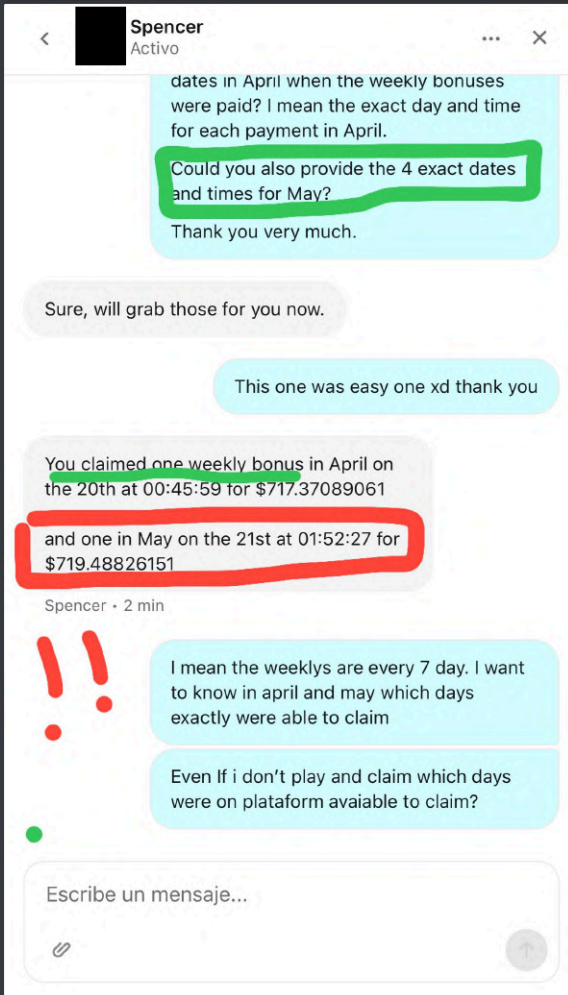 Spencer
Activo
dates in April when the weekly bonuses
were paid? I mean the exact day and time
for each payment in April.
Could you also provide the 4 exact dates
and times for May?
Thank you very much.
Sure, will grab those for you now.
This one was easy one xd thank you
You claimed one weekly bonus in April on
the 20th at 00:45:59 for $717.37089061
and one in May on the 21st at 01:52:27 for
$719.48826151
Spencer • 2 min
!!
I mean the weeklys are every 7 day. I want
to know in april and may which days
exactly were able to claim
Even If i don't play and claim which days
were on plataform avaiable to claim?
Escribe un mensaje...